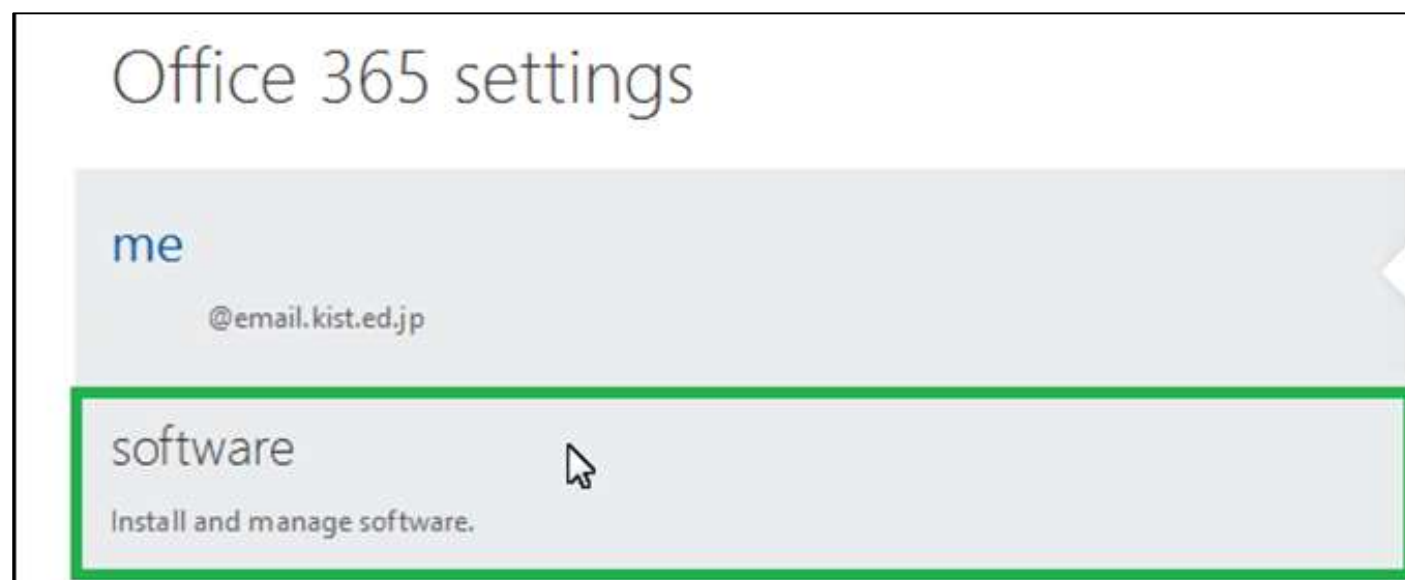 Office 365 settings
me
@email.kist.ed.jp
software
Install and manage software.